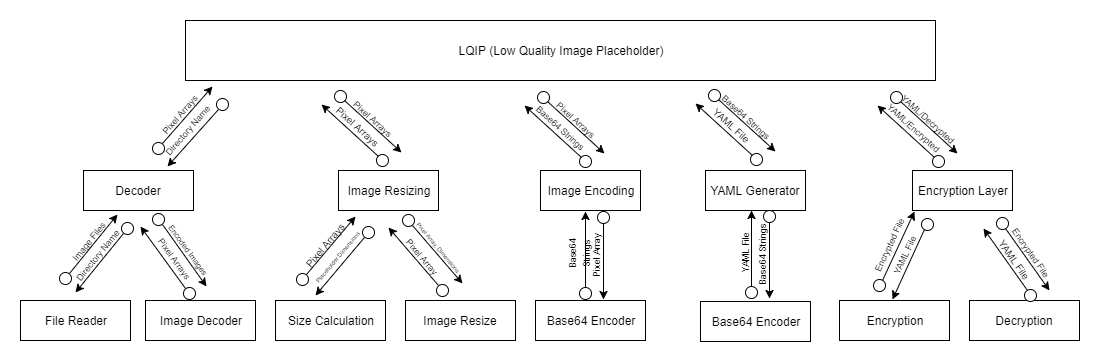 LQIP (Low Quality Image Placeholder)
Pixel Arrays
Directory Name
Pixel Arrays
Pixel Arrays
Pixel Arrays
Base64 Strings
Base64 Strings
YAML File
YAML/Decrypted
YAML/Encrypted
Decoder
Image Resizing
Image Encoding
YAML Generator
Encryption Layer
Image Files
Directory Name
Encoded Images
Pixel Arrays
Pixel Arrays
Placeholder Dimensions
Pixel Array, Dimensions
Pixel Array
Base64
Strings
Pixel Array
YAML File
Base64 Strings
Encrypted File
YAML File
Encrypted File
YAML File
File Reader
Image Decoder
Size Calculation
Image Resize
Base64 Encoder
Base64 Encoder
Encryption
Decryption